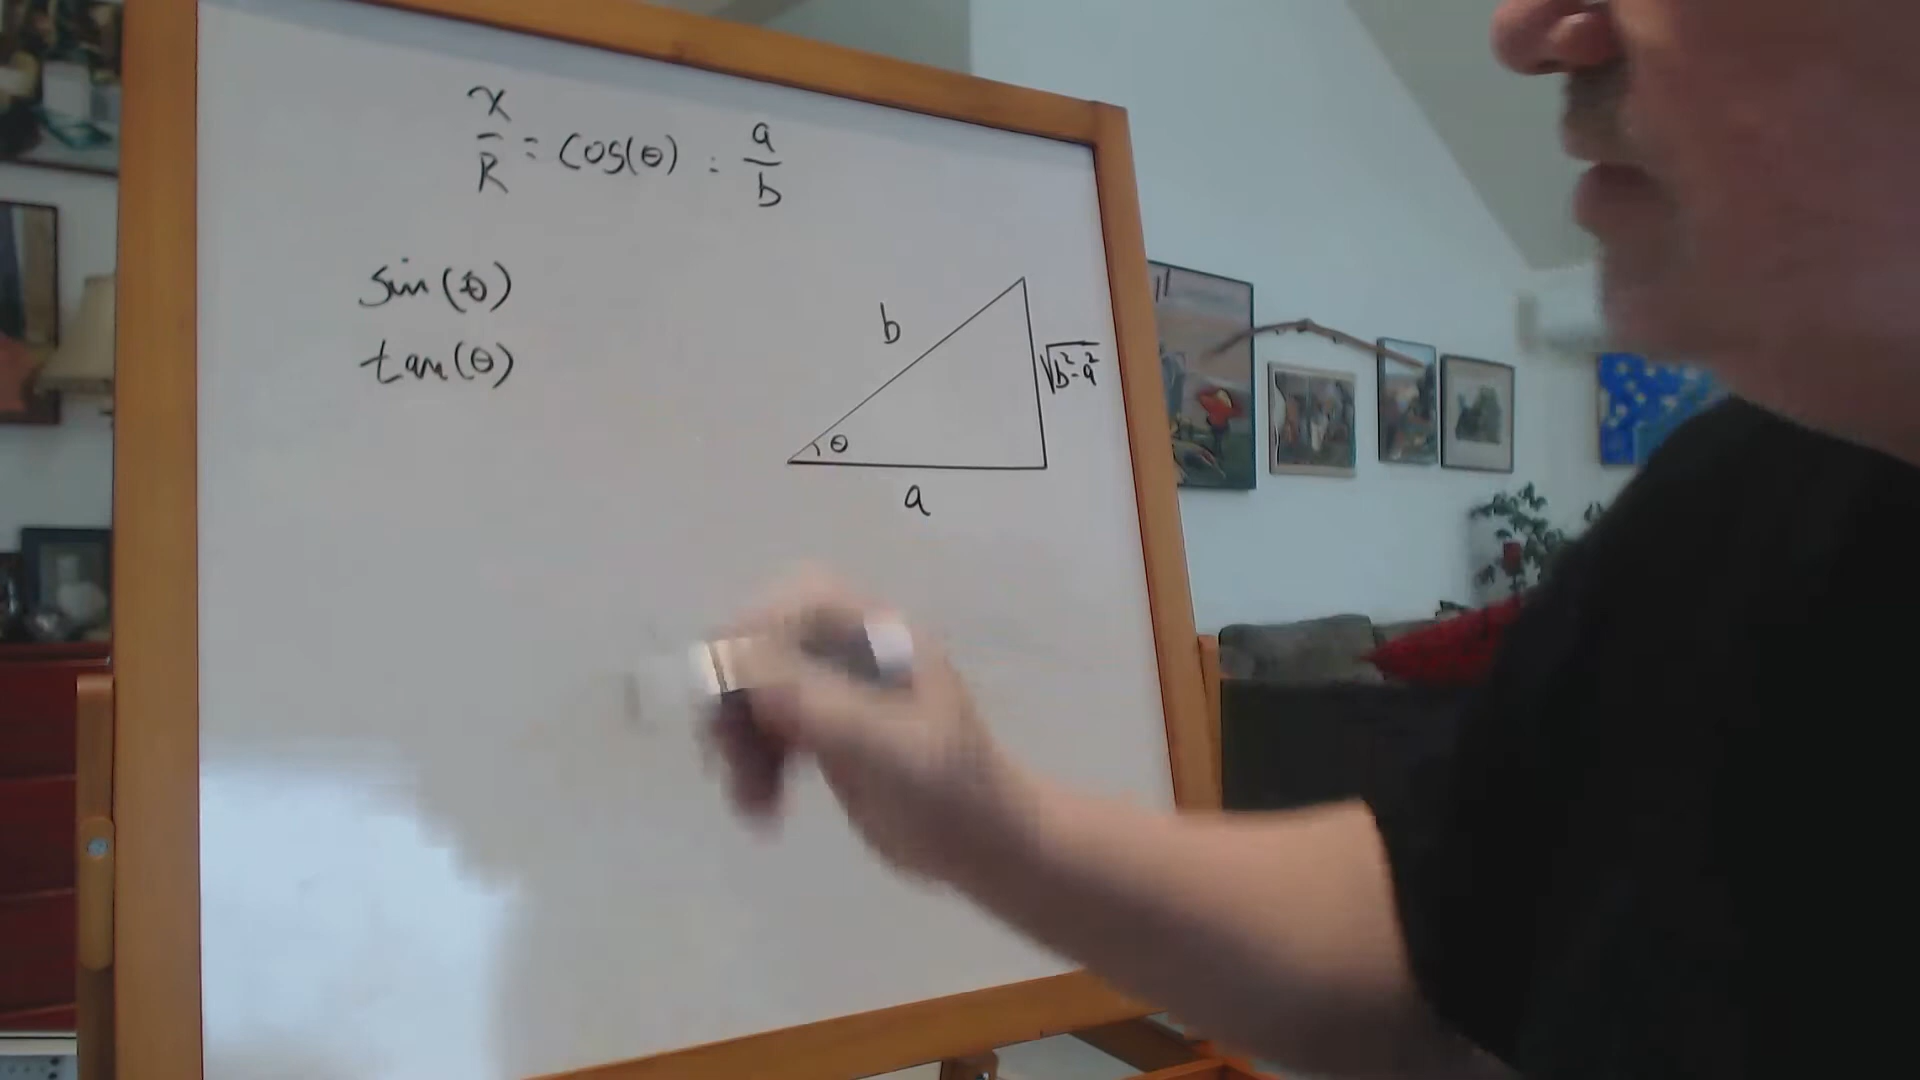 x/R = cos(θ) = a/b
sin(θ)
tan(θ)
b
√b²-a²
θ
a